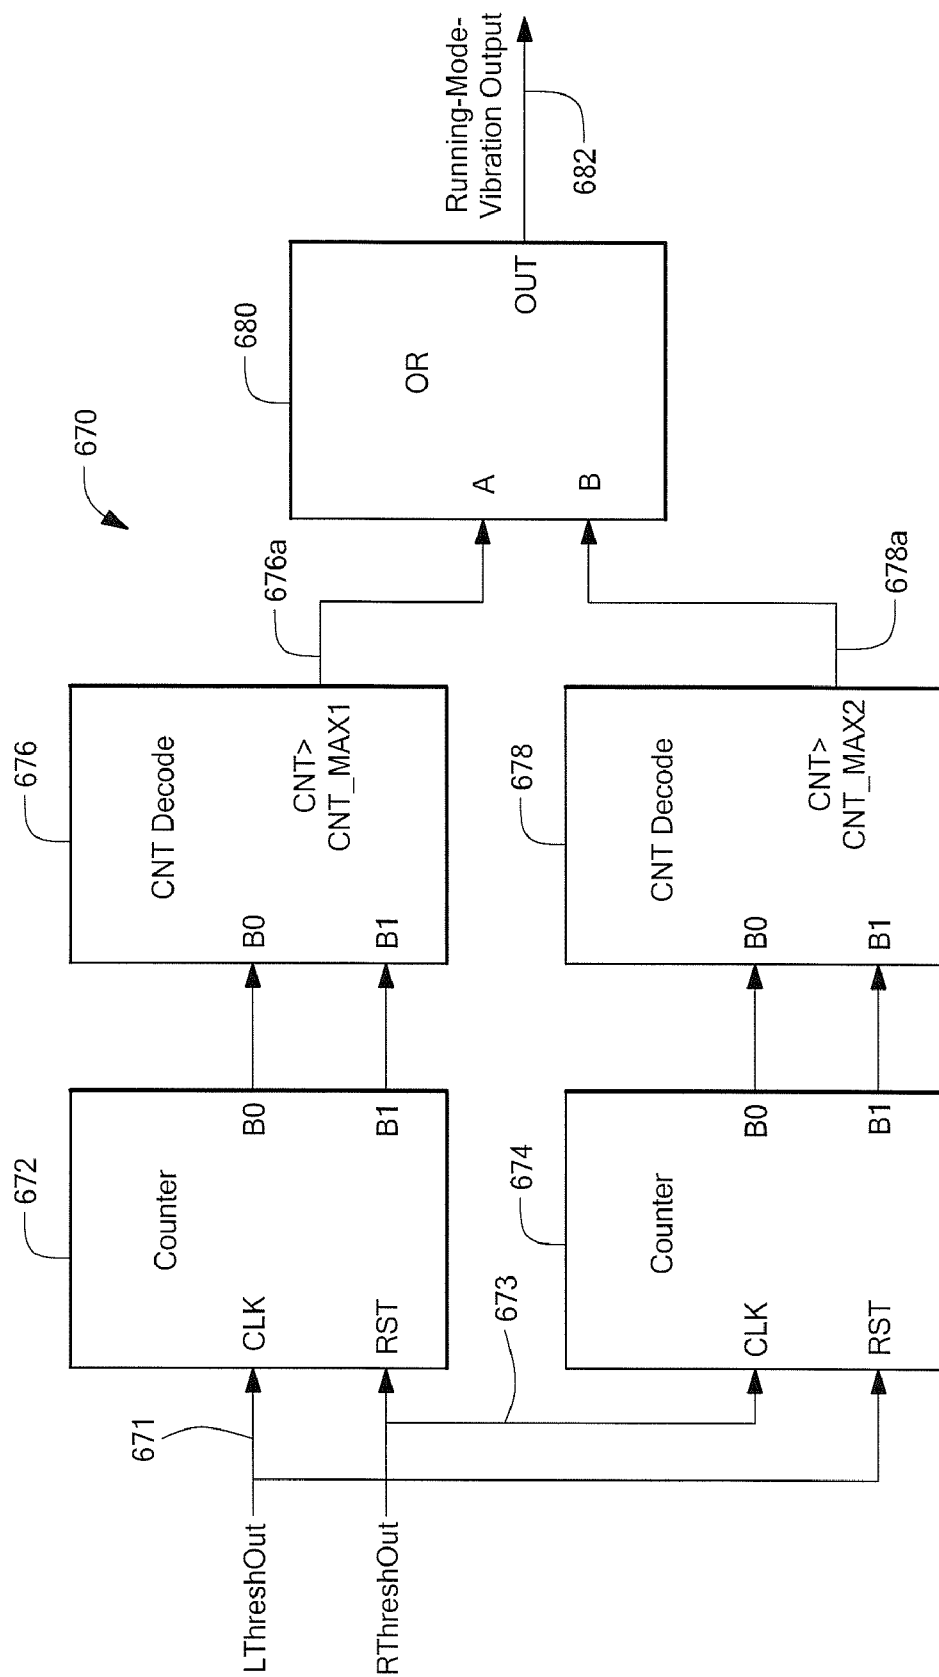 670
LThreshOut
RThreshOut
671
673
672
Counter
CLK
RST
B0
B1
674
Counter
CLK
RST
B0
B1
676
CNT Decode
B0
B1
CNT>
CNT_MAX1
676a
678
CNT Decode
B0
B1
CNT>
CNT_MAX2
678a
680
OR
A
B
OUT
Running-Mode-
Vibration Output
682